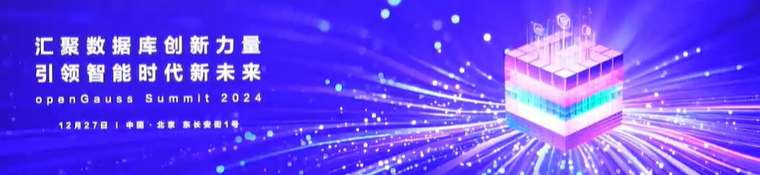 汇聚数据库创新力量
引领智能时代新未来
openGauss Summit 2024
12月27日 | 中国·北京 东长安街1号